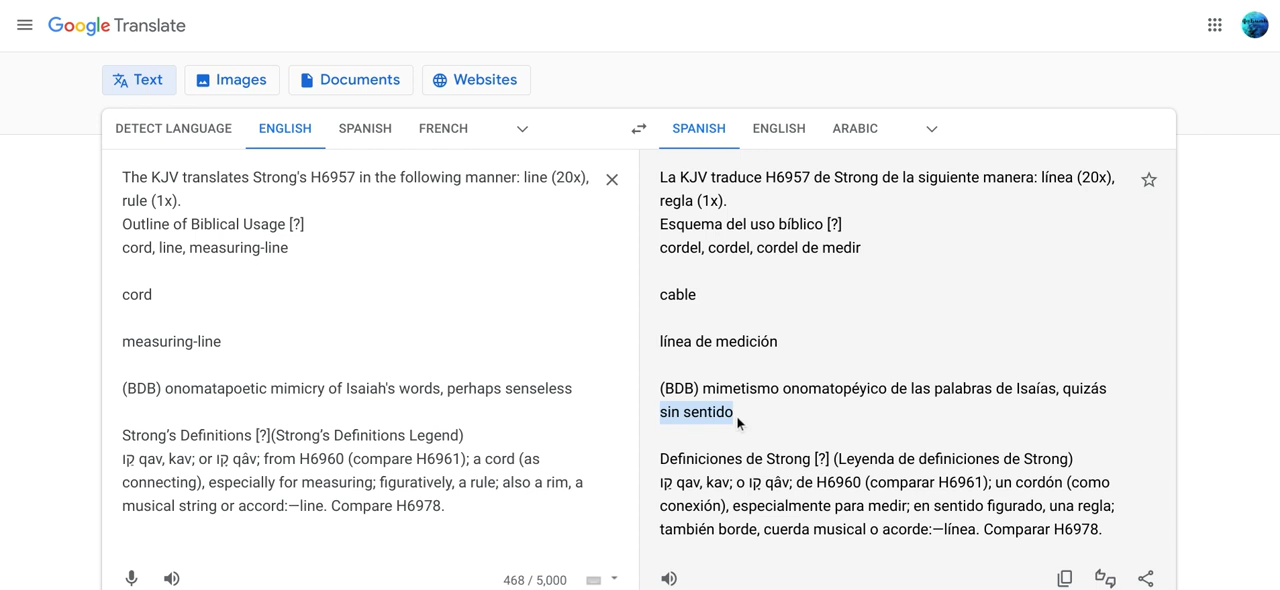 Google Translate
Text
Images
Documents
Websites
DETECT LANGUAGE
ENGLISH
SPANISH
FRENCH
SPANISH
ENGLISH
ARABIC
The KJV translates Strong's H6957 in the following manner: line (20x),
rule (1x).
Outline of Biblical Usage [?]
cord, line, measuring-line
cord
measuring-line
(BDB) onomatapoetic mimicry of Isaiah's words, perhaps senseless
Strong’s Definitions [?](Strong’s Definitions Legend)
קַו qav, kav; or קָו qâv; from H6960 (compare H6961); a cord (as
connecting), especially for measuring; figuratively, a rule; also a rim, a
musical string or accord:—line. Compare H6978.
468 / 5,000
La KJV traduce H6957 de Strong de la siguiente manera: línea (20x),
regla (1x).
Esquema del uso bíblico [?]
cordel, cordel, cordel de medir
cable
línea de medición
(BDB) mimetismo onomatopéyico de las palabras de Isaías, quizás
sin sentido
Definiciones de Strong [?] (Leyenda de definiciones de Strong)
קַו qav, kav; o קָו qâv; de H6960 (comparar H6961); un cordón (como
conexión), especialmente para medir; en sentido figurado, una regla;
también borde, cuerda musical o acorde:—línea. Comparar H6978.